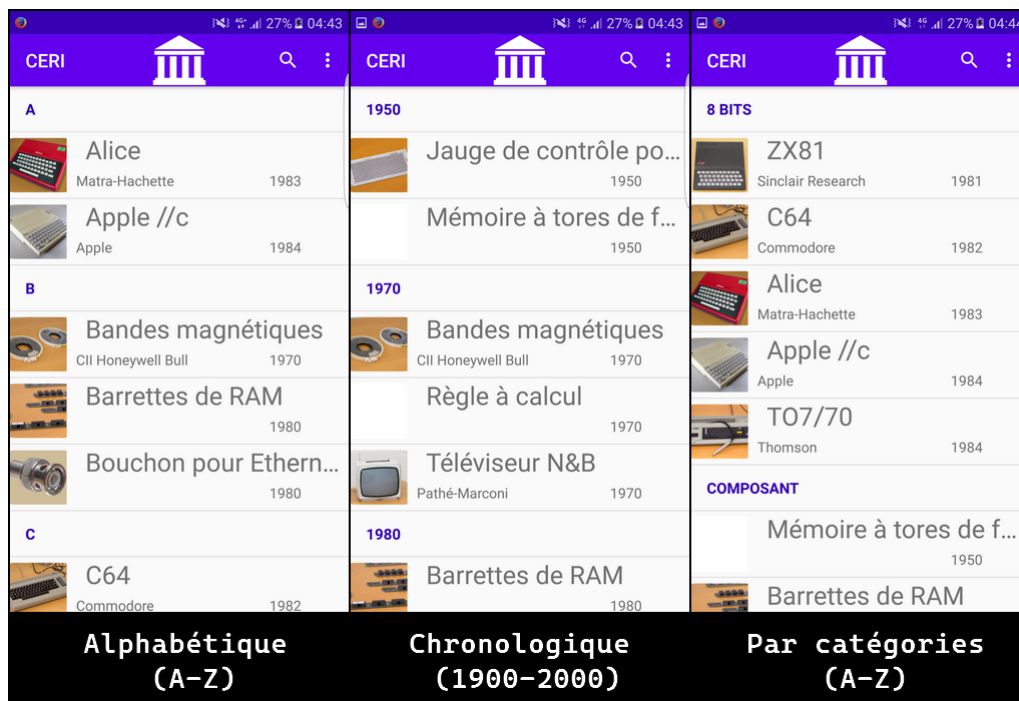 4G+ 27% 04:43
CERI
A
Alice
Matra-Hachette 1983
Apple //c
Apple 1984
B
Bandes magnétiques
CII Honeywell Bull 1970
Barrettes de RAM
1980
Bouchon pour Ethern...
1980
C
C64
Commodore 1982
Alphabétique
(A-Z)
4G 27% 04:43
CERI
1950
Jauge de contrôle po...
1950
Mémoire à tores de f...
1950
1970
Bandes magnétiques
CII Honeywell Bull 1970
Règle à calcul
1970
Téléviseur N&B
Pathé-Marconi 1970
1980
Barrettes de RAM
1980
Chronologique
(1900-2000)
4G+ 27% 04:44
CERI
8 BITS
ZX81
Sinclair Research 1981
C64
Commodore 1982
Alice
Matra-Hachette 1983
Apple //c
Apple 1984
TO7/70
Thomson 1984
COMPOSANT
Mémoire à tores de f...
1950
Barrettes de RAM
Par catégories
(A-Z)